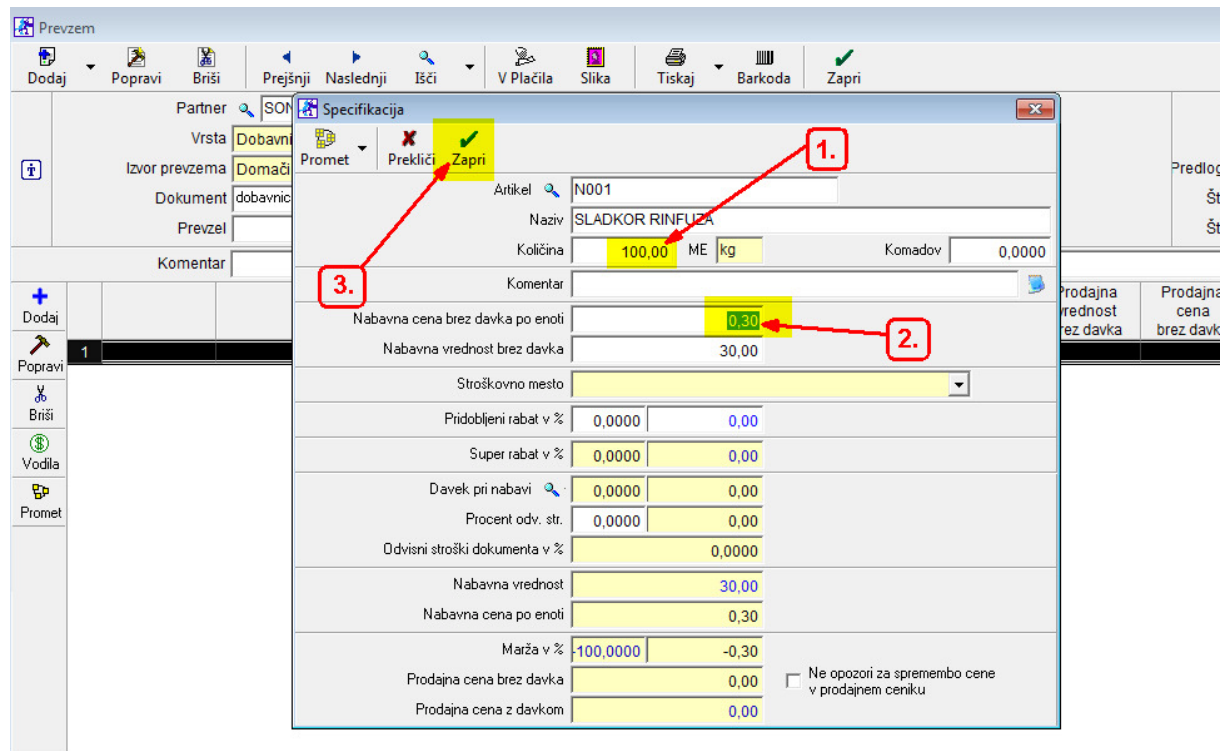 Prevzem
Dodaj Popravi Briši Prejšnji Naslednji Išči V Plačila Slika Tiskaj Barkoda Zapri
Partner SON
Vrsta Dobavni
Izvor prevzema Domači
Dokument dobavnic
Prevzel
Komentar
Predlog
Št
Št
Dodaj
Popravi
Briši
Vodila
Promet
1
Prodajna vrednost brez davka
Prodajna cena brez davk
Specifikacija
Promet Prekliči Zapri
1.
Artikel N001
Naziv SLADKOR RINFUZA
Količina 100,00 ME kg Komadov 0,0000
3.
Komentar
Nabavna cena brez davka po enoti 0,30
2.
Nabavna vrednost brez davka 30,00
Stroškovno mesto
Pridobljeni rabat v % 0,0000 0,00
Super rabat v % 0,0000 0,00
Davek pri nabavi 0,0000 0,00
Procent odv. str. 0,0000 0,00
Odvisni stroški dokumenta v % 0,0000
Nabavna vrednost 30,00
Nabavna cena po enoti 0,30
Marža v % -100,0000 -0,30
Prodajna cena brez davka 0,00
Ne opozori za spremembo cene
v prodajnem ceniku
Prodajna cena z davkom 0,00